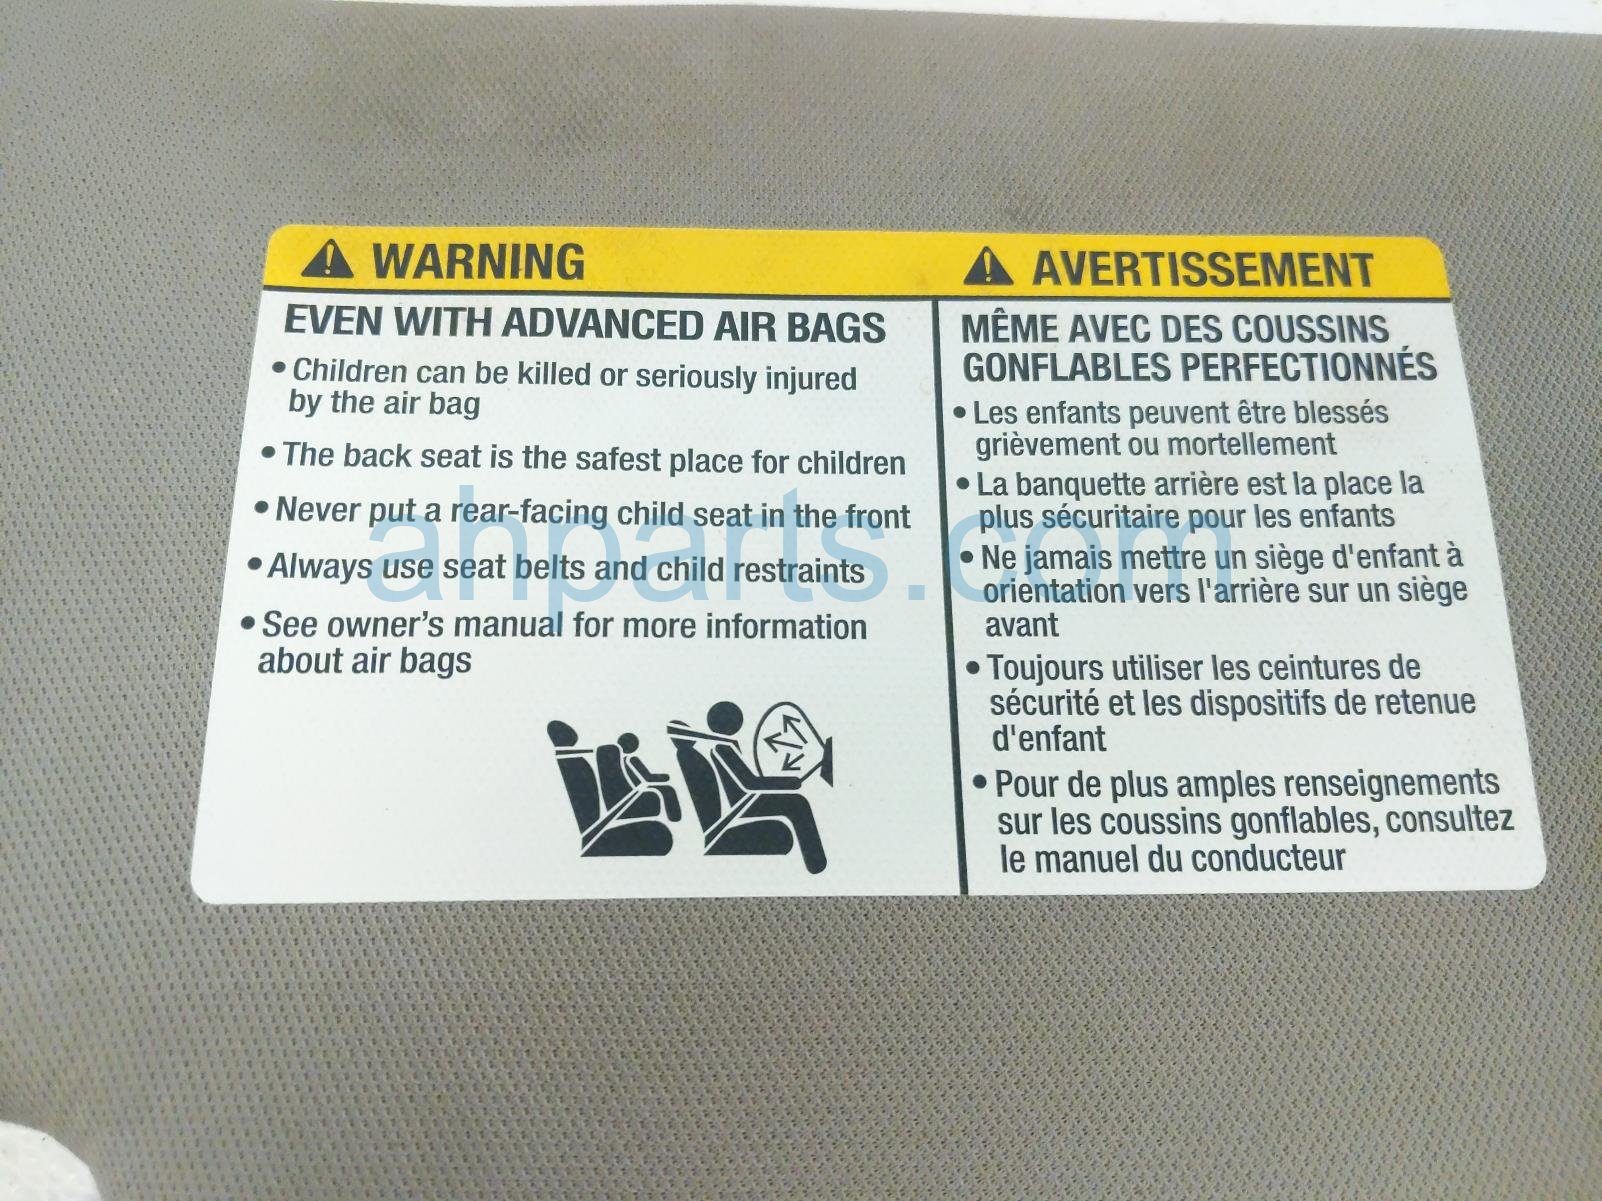 WARNING
EVEN WITH ADVANCED AIR BAGS
• Children can be killed or seriously injured
by the air bag
• The back seat is the safest place for children
• Never put a rear-facing child seat in the front
• Always use seat belts and child restraints
• See owner's manual for more information
about air bags
AVERTISSEMENT
MÊME AVEC DES COUSSINS
GONFLABLES PERFECTIONNÉS
• Les enfants peuvent être blessés
grièvement ou mortellement
• La banquette arrière est la place la
plus sécuritaire pour les enfants
• Ne jamais mettre un siège d'enfant à
orientation vers l'arrière sur un siège
avant
• Toujours utiliser les ceintures de
sécurité et les dispositifs de retenue
d'enfant
• Pour de plus amples renseignements
sur les coussins gonflables, consultez
le manuel du conducteur
ahparts.com